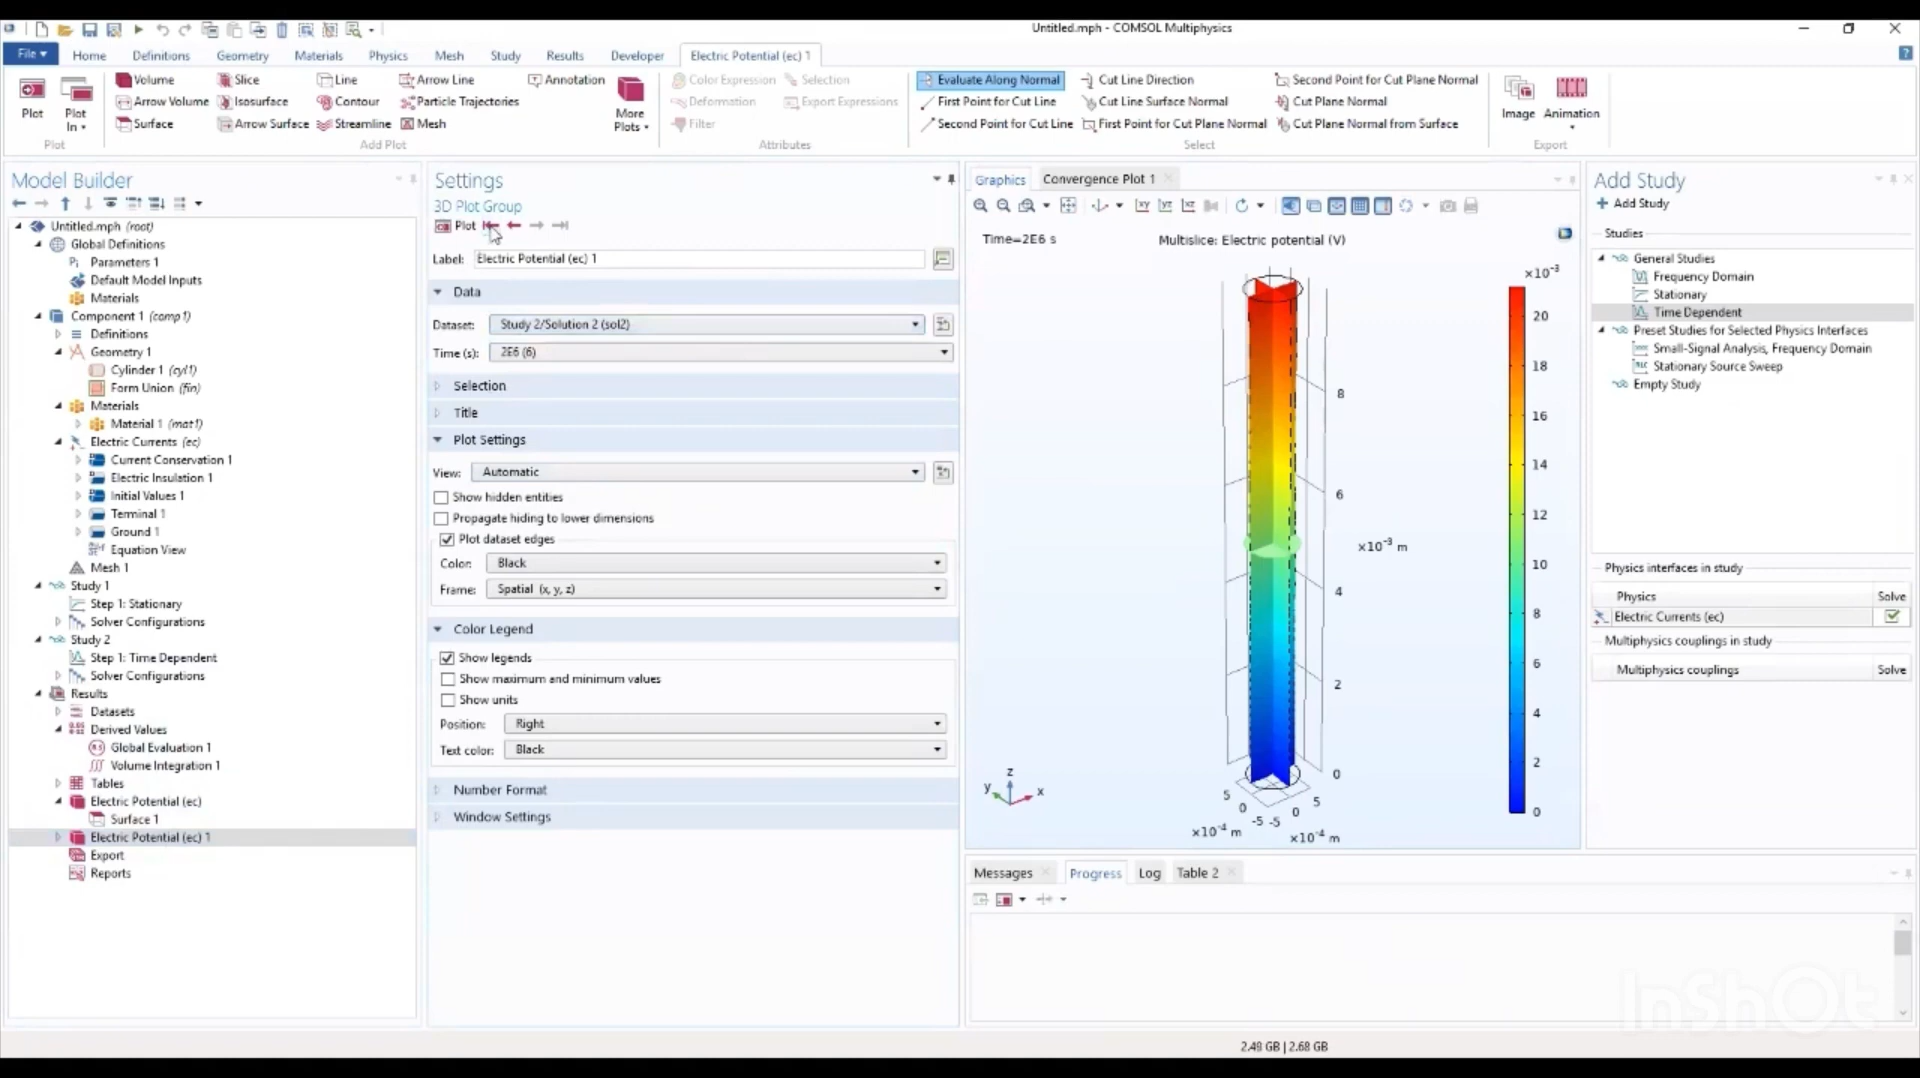 Untitled.mph - COMSOL Multiphysics
File Home Definitions Geometry Materials Physics Mesh Study Results Developer Electric Potential (ec) 1
Plot
Plot In
Plot
Volume
Arrow Volume
Surface
Slice
Isosurface
Arrow Surface
Line
Contour
Streamline
Arrow Line
Particle Trajectories
Mesh
Annotation
More Plots
Add Plot
Color Expression
Deformation
Filter
Selection
Export Expressions
Attributes
Evaluate Along Normal
First Point for Cut Line
Second Point for Cut Line
Cut Line Direction
Cut Line Surface Normal
First Point for Cut Plane Normal
Second Point for Cut Plane Normal
Cut Plane Normal
Cut Plane Normal from Surface
Select
Image
Animation
Export
Model Builder
Untitled.mph (root)
Global Definitions
Pi Parameters 1
Default Model Inputs
Materials
Component 1 (comp1)
Definitions
Geometry 1
Cylinder 1 (cyl1)
Form Union (fin)
Materials
Material 1 (mat1)
Electric Currents (ec)
Current Conservation 1
Electric Insulation 1
Initial Values 1
Terminal 1
Ground 1
Equation View
Mesh 1
Study 1
Step 1: Stationary
Solver Configurations
Study 2
Step 1: Time Dependent
Solver Configurations
Results
Datasets
Derived Values
Global Evaluation 1
Volume Integration 1
Tables
Electric Potential (ec)
Surface 1
Electric Potential (ec) 1
Export
Reports
Settings
3D Plot Group
Plot
Label: Electric Potential (ec) 1
Data
Dataset: Study 2/Solution 2 (sol2)
Time (s): 2E6 (6)
Selection
Title
Plot Settings
View: Automatic
Show hidden entities
Propagate hiding to lower dimensions
Plot dataset edges
Color: Black
Frame: Spatial (x, y, z)
Color Legend
Show legends
Show maximum and minimum values
Show units
Position: Right
Text color: Black
Number Format
Window Settings
Graphics Convergence Plot 1
Time=2E6 s Multislice: Electric potential (V)
×10⁻³
20
18
16
14
12
10
8
6
4
2
0
8
6
×10⁻³ m
4
2
0
z
y x
5
0
-5
-5
0
5
×10⁻⁴ m
×10⁻⁴ m
Messages Progress Log Table 2
Add Study
+ Add Study
Studies
General Studies
Frequency Domain
Stationary
Time Dependent
Preset Studies for Selected Physics Interfaces
Small-Signal Analysis, Frequency Domain
Stationary Source Sweep
Empty Study
Physics interfaces in study
Physics Solve
Electric Currents (ec)
Multiphysics couplings in study
Multiphysics couplings Solve
InShOt
2.49 GB | 2.68 GB